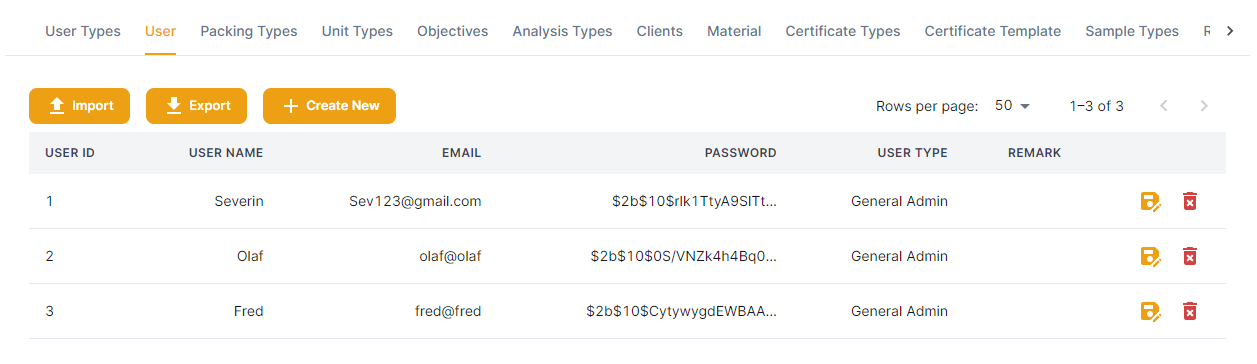 User Types User Packing Types Unit Types Objectives Analysis Types Clients Material Certificate Types Certificate Template Sample Types
Import Export Create New Rows per page: 50 1–3 of 3
USER ID USER NAME EMAIL PASSWORD USER TYPE REMARK
1 Severin Sev123@gmail.com $2b$10$rIk1TtyA9SITt... General Admin
2 Olaf olaf@olaf $2b$10$0S/VNZk4h4Bq0... General Admin
3 Fred fred@fred $2b$10$CytywygdEWBAA... General Admin